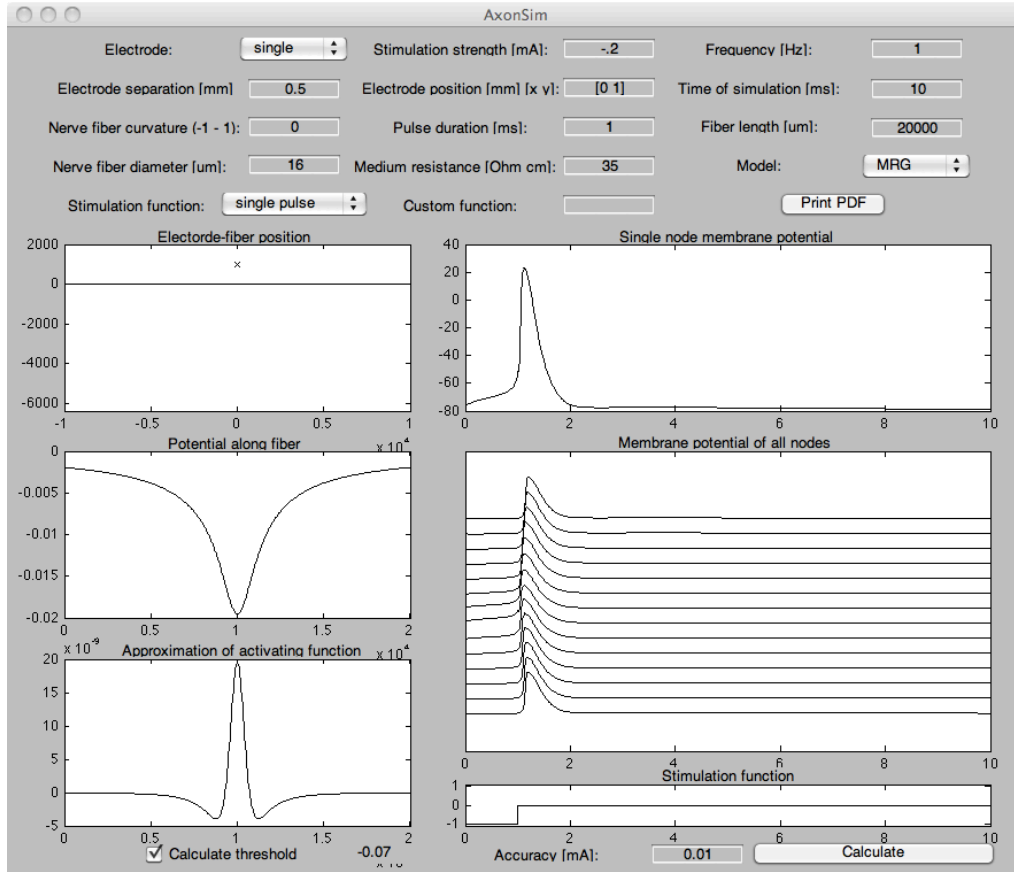 AxonSim
Electrode: single Stimulation strength [mA]: -.2 Frequency [Hz]: 1
Electrode separation [mm] 0.5 Electrode position [mm] [x y]: [0 1] Time of simulation [ms]: 10
Nerve fiber curvature (-1 - 1): 0 Pulse duration [ms]: 1 Fiber length [um]: 20000
Nerve fiber diameter [um]: 16 Medium resistance [Ohm cm]: 35 Model: MRG
Stimulation function: single pulse Custom function: Print PDF
Electorde-fiber position
2000
0
-2000
-4000
-6000
-1 -0.5 0 0.5 1
x 10⁴
Single node membrane potential
40
20
0
-20
-40
-60
-80
0 2 4 6 8 10
Potential along fiber
0
-0.005
-0.01
-0.015
-0.02
0 0.5 1 1.5 2
x 10⁴
Membrane potential of all nodes
0 2 4 6 8 10
Approximation of activating function
x 10⁻⁹
20
15
10
5
0
-5
0 0.5 1 1.5 2
Stimulation function
1
0
-1
0 2 4 6 8 10
Calculate threshold -0.07 Accuracy [mA]: 0.01 Calculate